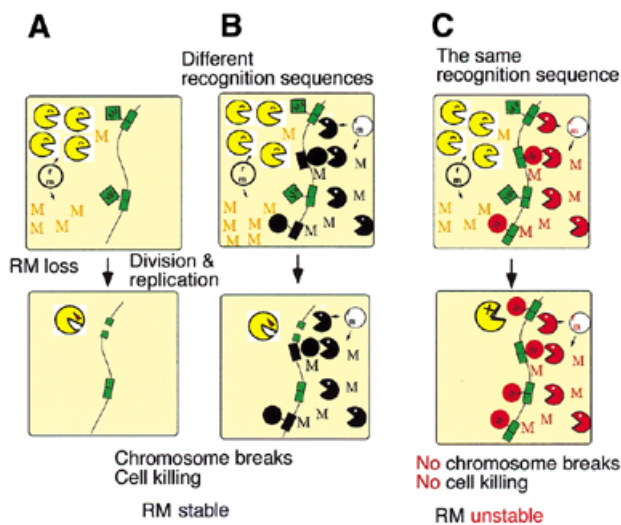 A
B
C
Different
recognition sequences
The same
recognition sequence
M
M
M
M
M
M
r
m
m
M
M
M
M
M
M
M
M
M
M
M
r
m
m
M
M
M
M
M
M
M
M
M
r
m
m
RM loss
Division &
replication
m
M
M
M
M
M
m
M
M
M
M
M
Chromosome breaks
Cell killing
RM stable
No chromosome breaks
No cell killing
RM unstable